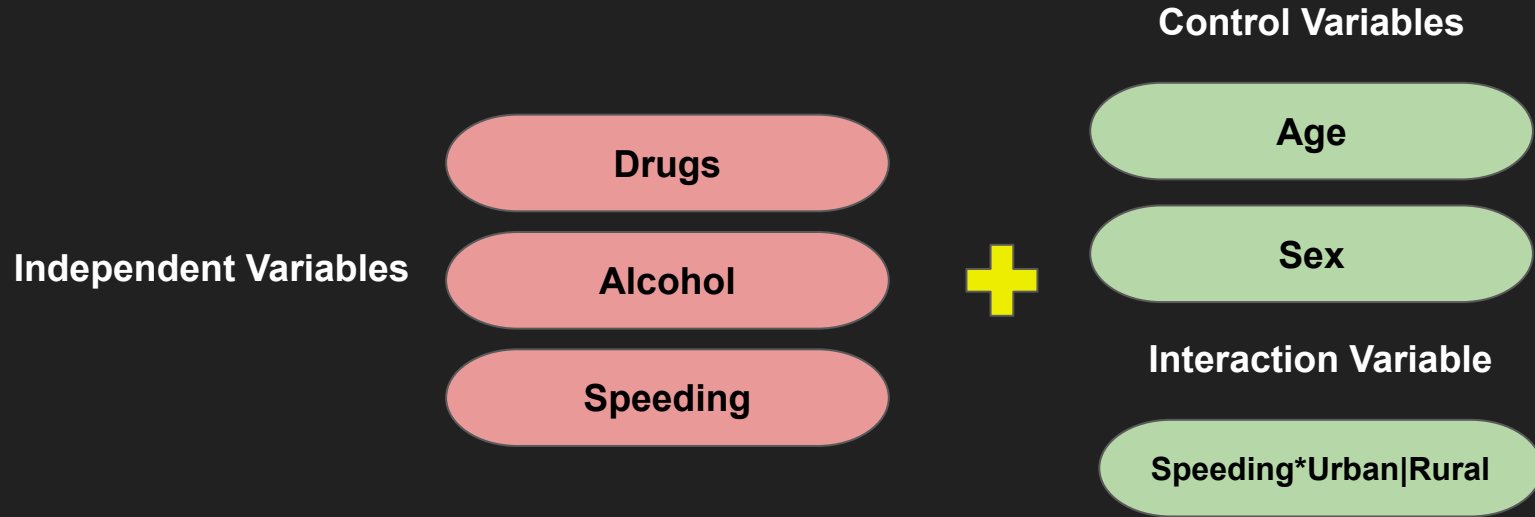 Independent Variables
Drugs
Alcohol
Speeding
Control Variables
Age
Sex
Interaction Variable
Speeding*Urban|Rural